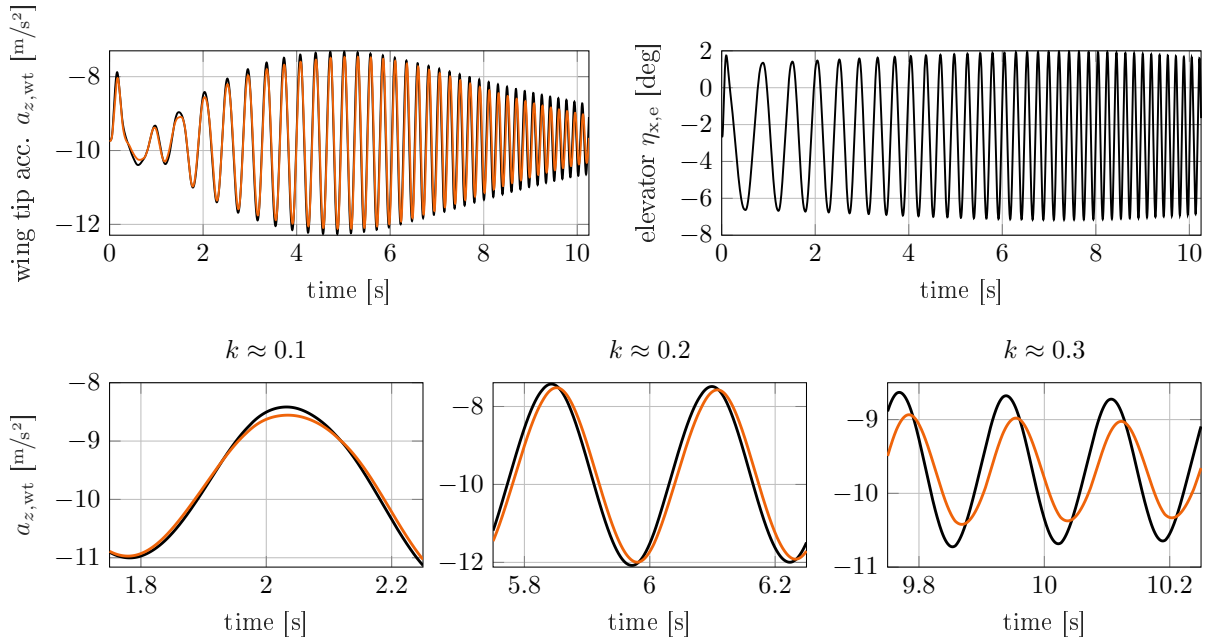 wing tip acc. a_{z,wt} [m/s²]
−8
−10
−12
0 2 4 6 8 10
time [s]
elevator η_{x,e} [deg]
2
0
−2
−4
−6
−8
0 2 4 6 8 10
time [s]
k ≈ 0.1
a_{z,wt} [m/s²]
−8
−9
−10
−11
1.8 2 2.2
time [s]
k ≈ 0.2
−8
−10
−12
5.8 6 6.2
time [s]
k ≈ 0.3
−9
−10
−11
9.8 10 10.2
time [s]